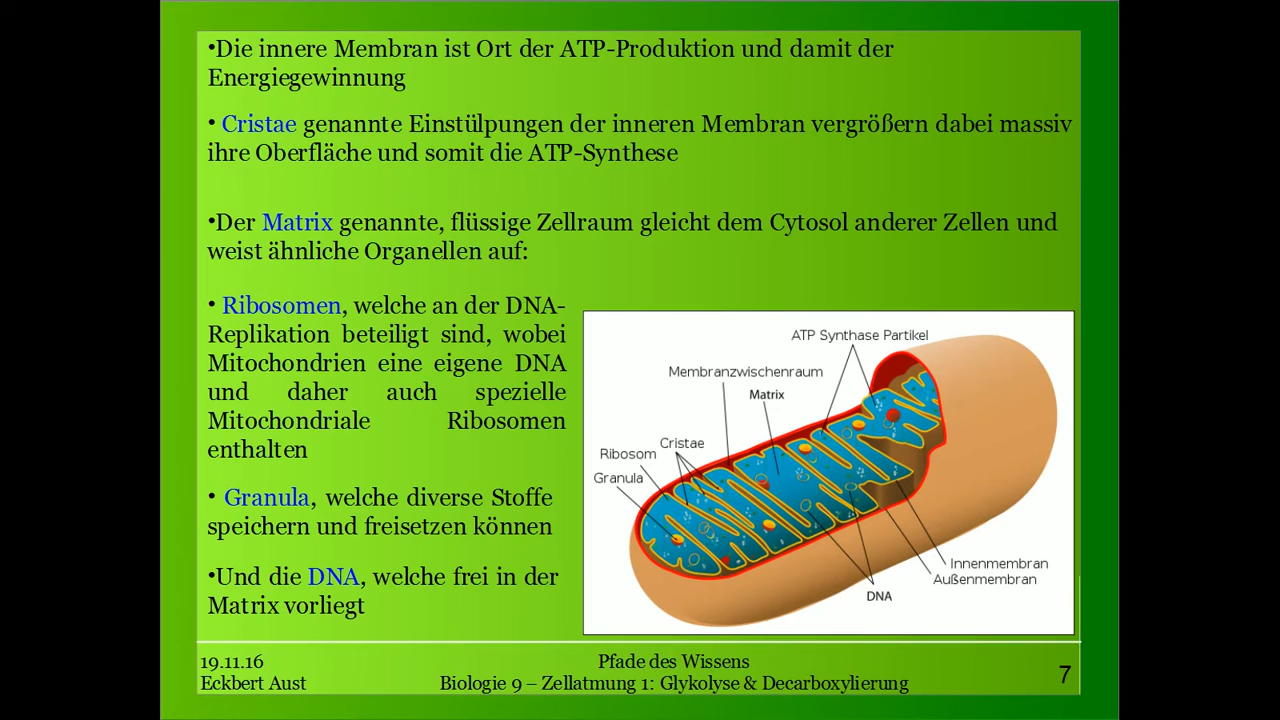 •Die innere Membran ist Ort der ATP-Produktion und damit der
Energiegewinnung
• Cristae genannte Einstülpungen der inneren Membran vergrößern dabei massiv
ihre Oberfläche und somit die ATP-Synthese
•Der Matrix genannte, flüssige Zellraum gleicht dem Cytosol anderer Zellen und
weist ähnliche Organellen auf:
• Ribosomen, welche an der DNA-
Replikation beteiligt sind, wobei
Mitochondrien eine eigene DNA
und daher auch spezielle
Mitochondriale Ribosomen
enthalten
• Granula, welche diverse Stoffe
speichern und freisetzen können
•Und die DNA, welche frei in der
Matrix vorliegt
ATP Synthase Partikel
Membranzwischenraum
Matrix
Cristae
Ribosom
Granula
Innenmembran
Außenmembran
DNA
19.11.16
Eckbert Aust
Pfade des Wissens
Biologie 9 – Zellatmung 1: Glykolyse & Decarboxylierung
7